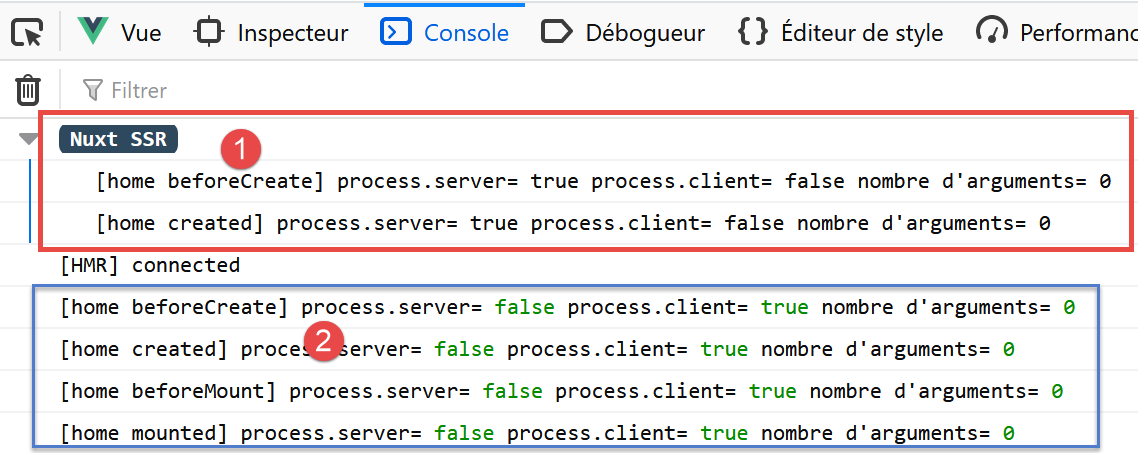 Vue Inspecteur Console Débogueur {} Éditeur de style Performanc
Filtrer
Nuxt SSR
1
[home beforeCreate] process.server= true process.client= false nombre d'arguments= 0
[home created] process.server= true process.client= false nombre d'arguments= 0
[HMR] connected
[home beforeCreate] process.server= false process.client= true nombre d'arguments= 0
2
[home created] process.server= false process.client= true nombre d'arguments= 0
[home beforeMount] process.server= false process.client= true nombre d'arguments= 0
[home mounted] process.server= false process.client= true nombre d'arguments= 0